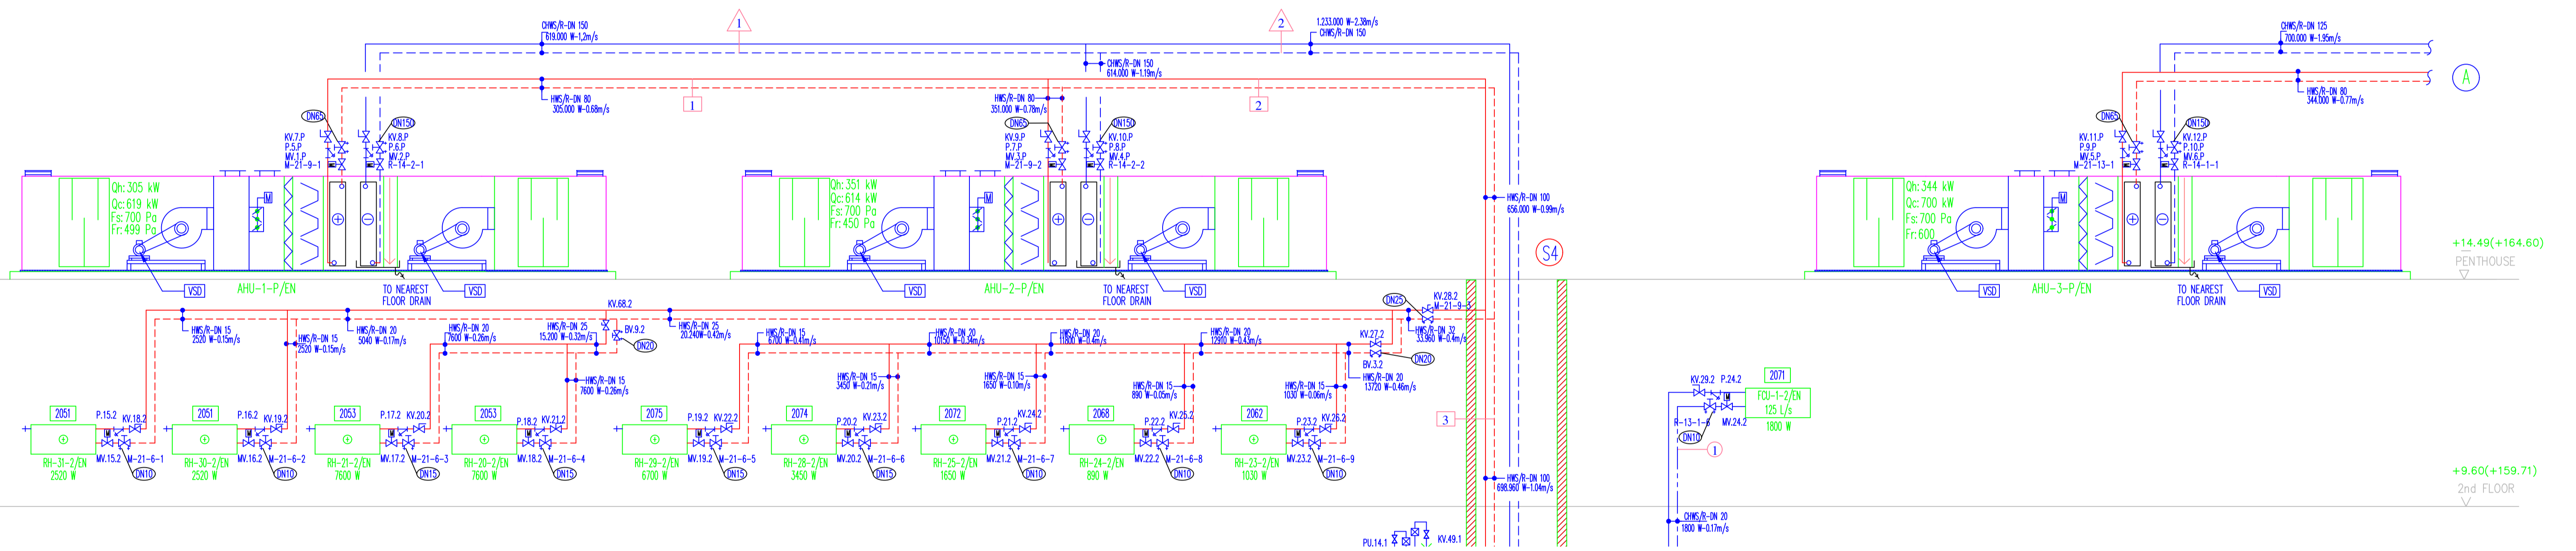 CHWS/R-DN 150
619.000 W-1,2m/s
1
2
1.233.000 W-2.38m/s
CHWS/R-DN 150
CHWS/R-DN 125
700.000 W-1.95m/s
CHWS/R-DN 150
614.000 W-1.19m/s
A
HWS/R-DN 80
305.000 W-0.68m/s
1
HWS/R-DN 80
351.000 W-0.78m/s
2
HWS/R-DN 80
344.000 W-0.77m/s
DN65
DN150
KV.7.P
P.5.P
MV.1.P
M-21-9-1
KV.8.P
P.6.P
MV.2.P
R-14-2-1
DN65
DN150
KV.9.P
P.7.P
MV.3.P
M-21-9-2
KV.10.P
P.8.P
MV.4.P
R-14-2-2
DN65
DN150
KV.11.P
P.9.P
MV.5.P
M-21-13-1
KV.12.P
P.10.P
MV.6.P
R-14-1-1
Qh: 305 kW
Qc: 619 kW
Fs: 700 Pa
Fr: 499 Pa
M
Qh: 351 kW
Qc: 614 kW
Fs: 700 Pa
Fr: 450 Pa
M
HWS/R-DN 100
656.000 W-0.99m/s
S4
Qh: 344 kW
Qc: 700 kW
Fs: 700 Pa
Fr: 600
M
+14.49(+164.60)
PENTHOUSE
VSD
AHU-1-P/EN
TO NEAREST
FLOOR DRAIN
VSD
VSD
AHU-2-P/EN
TO NEAREST
FLOOR DRAIN
VSD
VSD
AHU-3-P/EN
TO NEAREST
FLOOR DRAIN
VSD
KV.68.2
DN25
KV.28.2
M-21-9-3
HWS/R-DN 15
2520 W-0.15m/s
HWS/R-DN 15
2520 W-0.15m/s
HWS/R-DN 20
5040 W-0.17m/s
HWS/R-DN 20
7600 W-0.26m/s
HWS/R-DN 25
15.200 W-0.32m/s
BV.9.2
DN20
HWS/R-DN 25
20.240W-0.42m/s
HWS/R-DN 15
6700 W-0.41m/s
HWS/R-DN 20
10150 W-0.34m/s
HWS/R-DN 20
11800 W-0.4m/s
HWS/R-DN 20
12910 W-0.43m/s
KV.27.2
HWS/R-DN 32
33.960 W-0.4m/s
DN20
BV.3.2
HWS/R-DN 20
13720 W-0.46m/s
HWS/R-DN 15
7600 W-0.26m/s
HWS/R-DN 15
3450 W-0.21m/s
HWS/R-DN 15
1650 W-0.10m/s
HWS/R-DN 15
890 W-0.05m/s
HWS/R-DN 15
1030 W-0.06m/s
KV.29.2
P.24.2
2071
M
FCU-1-2/EN
125 L/s
1800 W
R-13-1-6
MV.24.2
DN10
1
3
2051
P.15.2
KV.18.2
M
RH-31-2/EN
2520 W
MV.15.2
M-21-6-1
DN10
2051
P.16.2
KV.19.2
M
RH-30-2/EN
2520 W
MV.16.2
M-21-6-2
DN10
2053
P.17.2
KV.20.2
M
RH-21-2/EN
7600 W
MV.17.2
M-21-6-3
DN15
2053
P.18.2
KV.21.2
M
RH-20-2/EN
7600 W
MV.18.2
M-21-6-4
DN15
2075
P.19.2
KV.22.2
M
RH-29-2/EN
6700 W
MV.19.2
M-21-6-5
DN15
2074
P.20.2
KV.23.2
M
RH-28-2/EN
3450 W
MV.20.2
M-21-6-6
DN15
2072
P.21.2
KV.24.2
M
RH-25-2/EN
1650 W
MV.21.2
M-21-6-7
DN10
2068
P.22.2
KV.25.2
M
RH-24-2/EN
890 W
MV.22.2
M-21-6-8
DN10
2062
P.23.2
KV.26.2
M
RH-23-2/EN
1030 W
MV.23.2
M-21-6-9
DN10
HWS/R-DN 100
698.960 W-1.04m/s
+9.60(+159.71)
2nd FLOOR
CHWS/R-DN 20
1800 W-0.17m/s
PU.14.1
KV.49.1